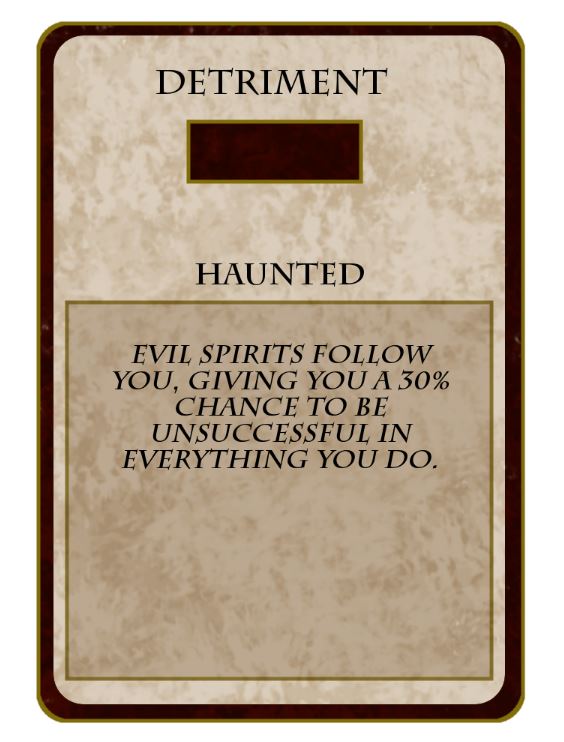 DETRIMENT
HAUNTED
EVIL SPIRITS FOLLOW
YOU, GIVING YOU A 30%
CHANCE TO BE
UNSUCCESSFUL IN
EVERYTHING YOU DO.